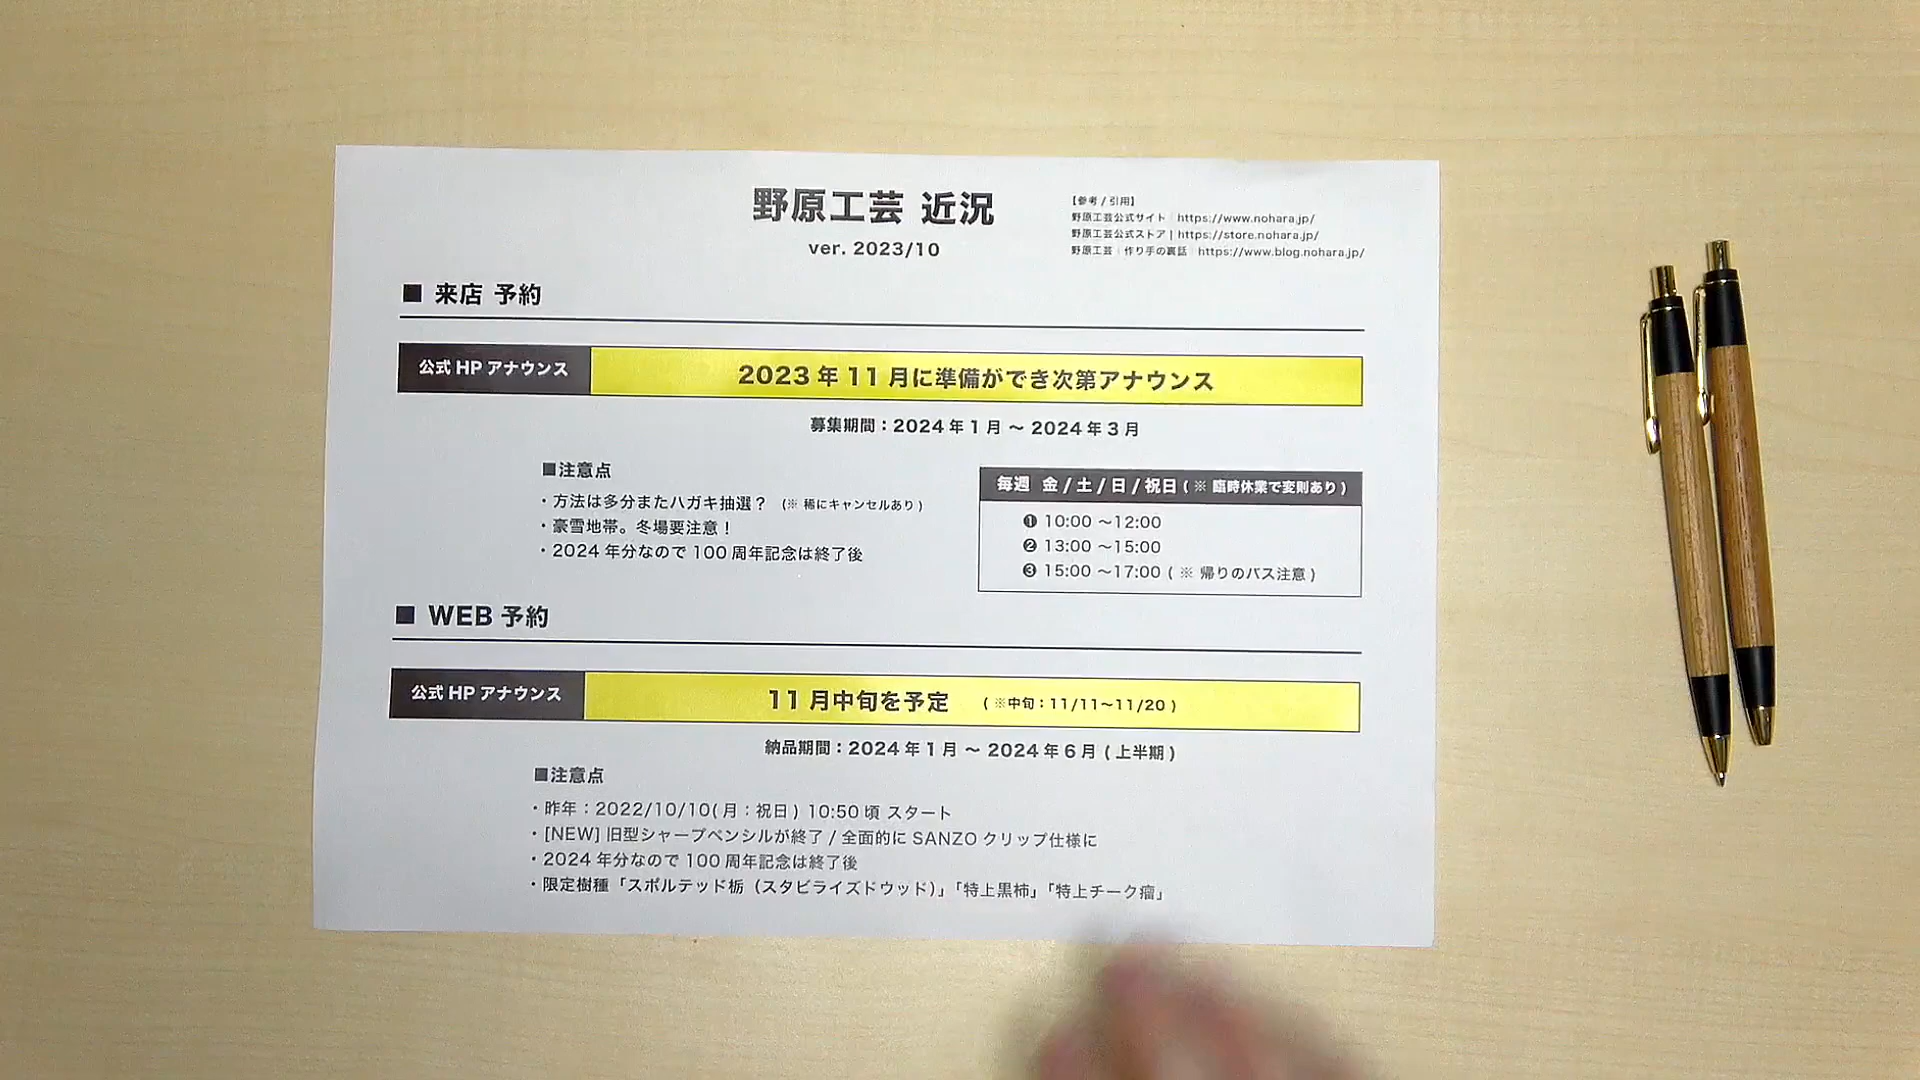 野原工芸 近況
ver. 2023/10
【参考 / 引用】
野原工芸公式サイト | https://www.nohara.jp/
野原工芸公式ストア | https://store.nohara.jp/
野原工芸 | 作り手の裏話 | https://www.blog.nohara.jp/
■ 来店 予約
公式 HP アナウンス
2023 年 11 月に準備ができ次第アナウンス
募集期間：2024 年 1 月 〜 2024 年 3 月
■注意点
・方法は多分またハガキ抽選？ (※ 稀にキャンセルあり)
・豪雪地帯。冬場要注意！
・2024 年分なので 100 周年記念は終了後
毎週 金 / 土 / 日 / 祝日 ( ※ 臨時休業で変則あり )
❶ 10:00 〜12:00
❷ 13:00 〜15:00
❸ 15:00 〜17:00 ( ※ 帰りのバス注意 )
■ WEB 予約
公式 HP アナウンス
11 月中旬を予定 ( ※中旬：11/11〜11/20 )
納品期間：2024 年 1 月 〜 2024 年 6 月 ( 上半期 )
■注意点
・昨年：2022/10/10( 月：祝日 ) 10:50 頃 スタート
・[NEW] 旧型シャープペンシルが終了 / 全面的に SANZO クリップ仕様に
・2024 年分なので 100 周年記念は終了後
・限定樹種「スポルテッド栃（スタビライズドウッド）」「特上黒柿」「特上チーク瘤」